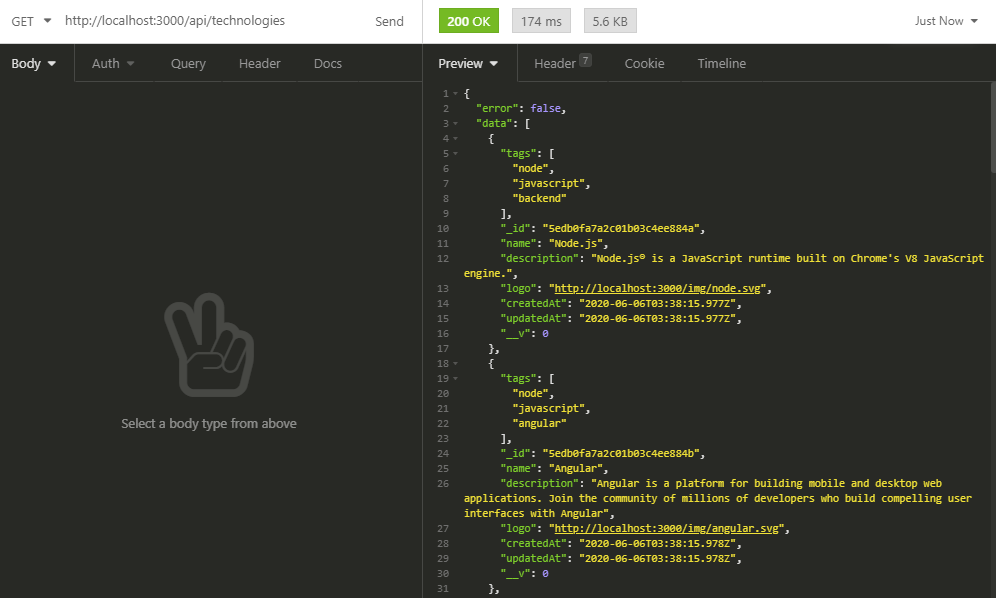 GET http://localhost:3000/api/technologies Send
200 OK 174 ms 5.6 KB Just Now
Body Auth Query Header Docs
Preview Header 7 Cookie Timeline
Select a body type from above
1 {
2 "error": false,
3 "data": [
4 {
5 "tags": [
6 "node",
7 "javascript",
8 "backend"
9 ],
10 "_id": "5edb0fa7a2c01b03c4ee884a",
11 "name": "Node.js",
12 "description": "Node.js® is a JavaScript runtime built on Chrome's V8 JavaScript
engine.",
13 "logo": "http://localhost:3000/img/node.svg",
14 "createdAt": "2020-06-06T03:38:15.977Z",
15 "updatedAt": "2020-06-06T03:38:15.977Z",
16 "__v": 0
17 },
18 {
19 "tags": [
20 "node",
21 "javascript",
22 "angular"
23 ],
24 "_id": "5edb0fa7a2c01b03c4ee884b",
25 "name": "Angular",
26 "description": "Angular is a platform for building mobile and desktop web
applications. Join the community of millions of developers who build compelling user
interfaces with Angular",
27 "logo": "http://localhost:3000/img/angular.svg",
28 "createdAt": "2020-06-06T03:38:15.978Z",
29 "updatedAt": "2020-06-06T03:38:15.978Z",
30 "__v": 0
31 },